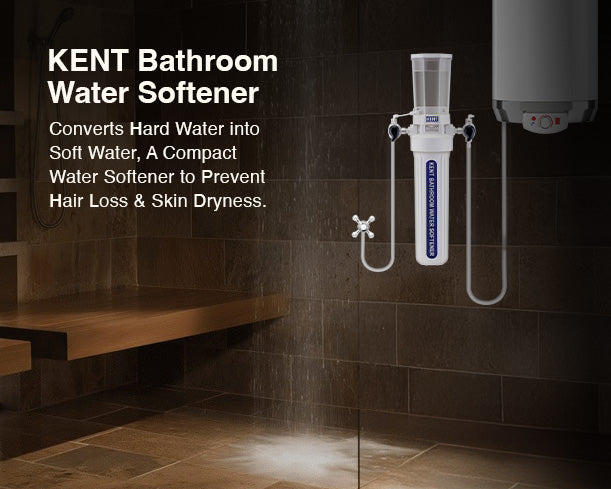 KENT Bathroom
Water Softener
Converts Hard Water into
Soft Water, A Compact
Water Softener to Prevent
Hair Loss & Skin Dryness.
KENT
KENT BATHROOM WATER SOFTENER